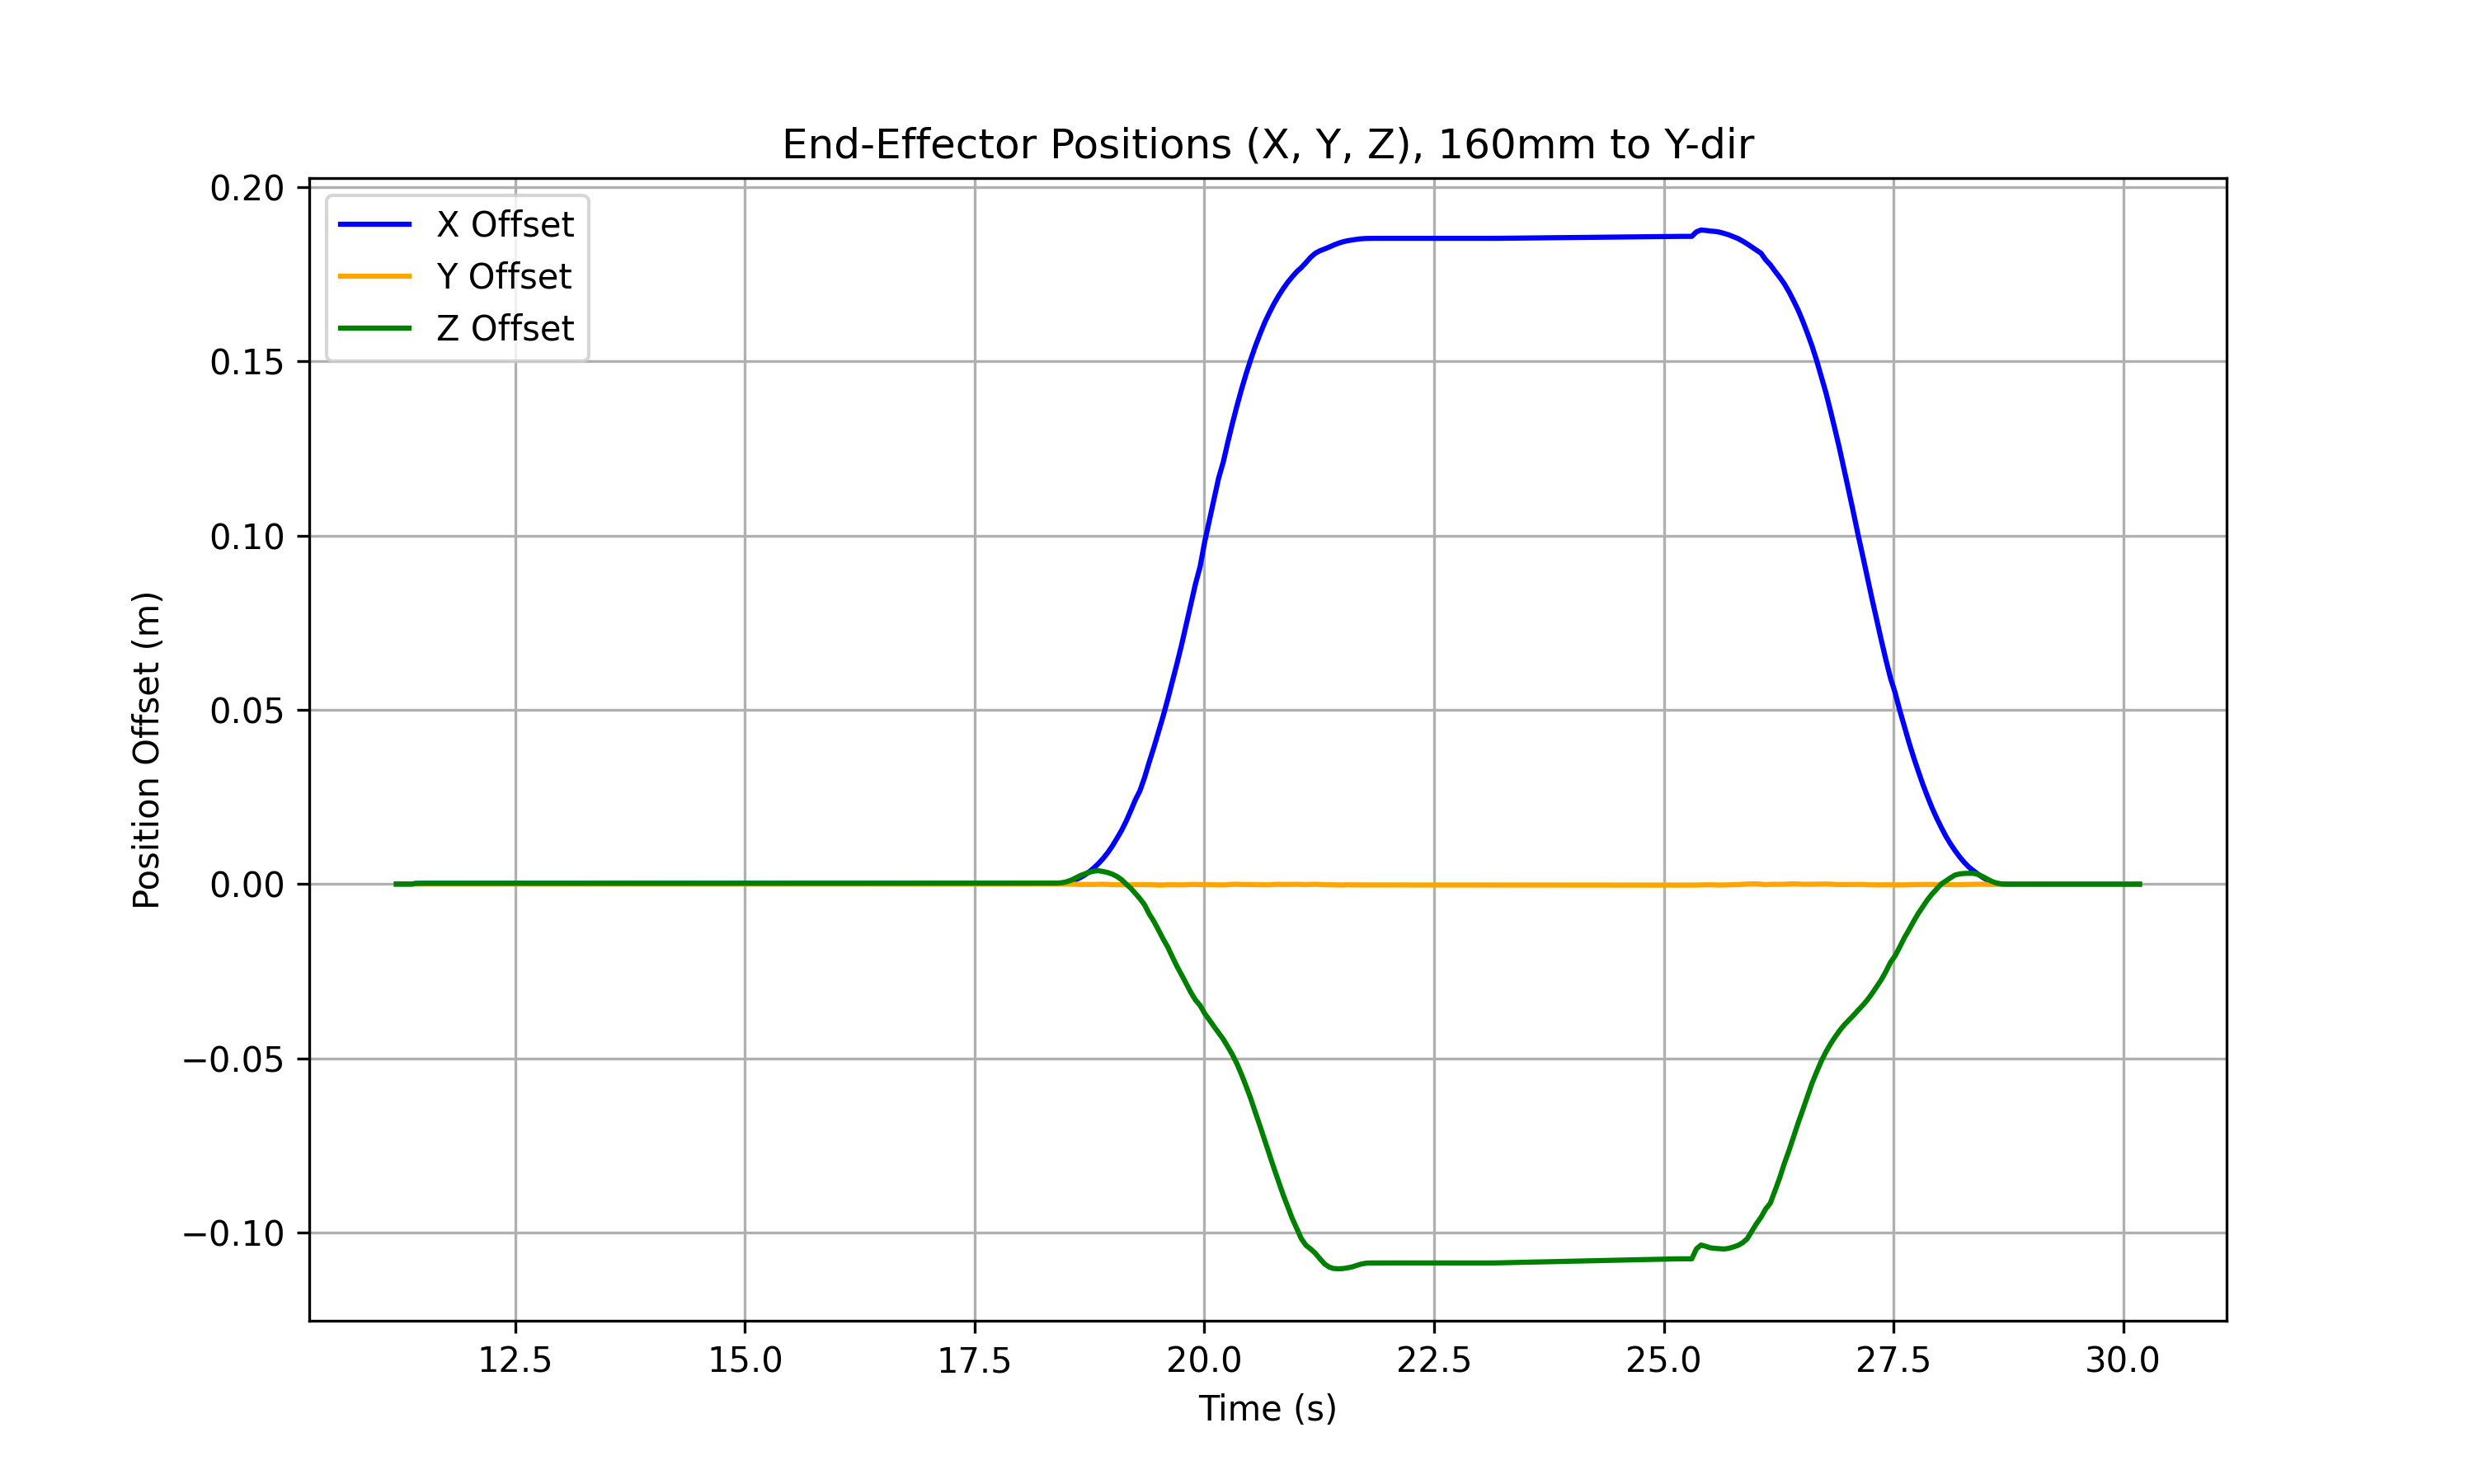 End-Effector Positions (X, Y, Z), 160mm to Y-dir
X Offset
Y Offset
Z Offset
Position Offset (m)
0.20
0.15
0.10
0.05
0.00
−0.05
−0.10
12.5 15.0 17.5 20.0 22.5 25.0 27.5 30.0
Time (s)